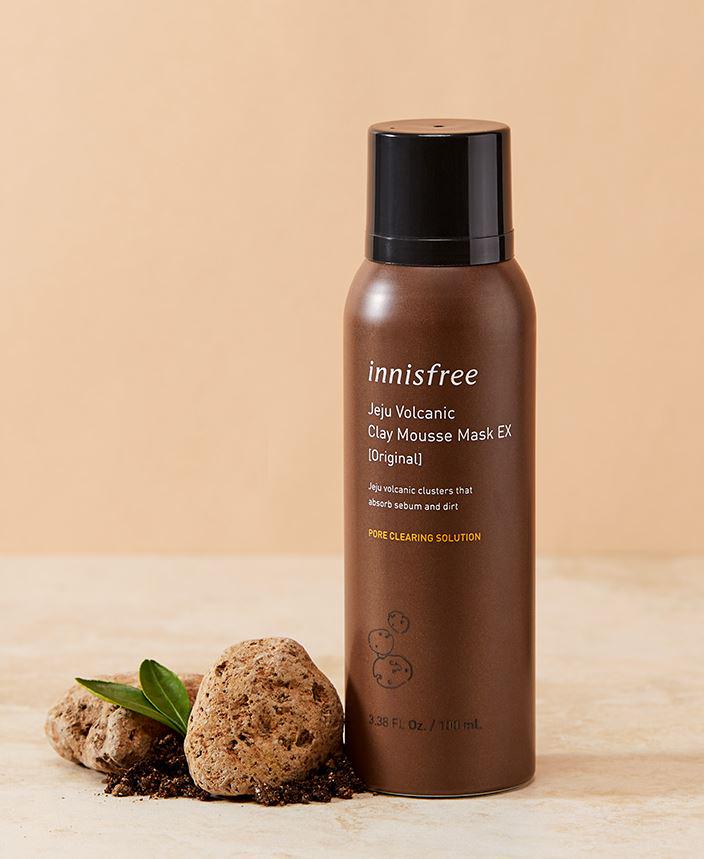 innisfree
Jeju Volcanic
Clay Mousse Mask EX
[Original]
Jeju volcanic clusters that
absorb sebum and dirt
PORE CLEARING SOLUTION
3.38 FL Oz. / 100 mL